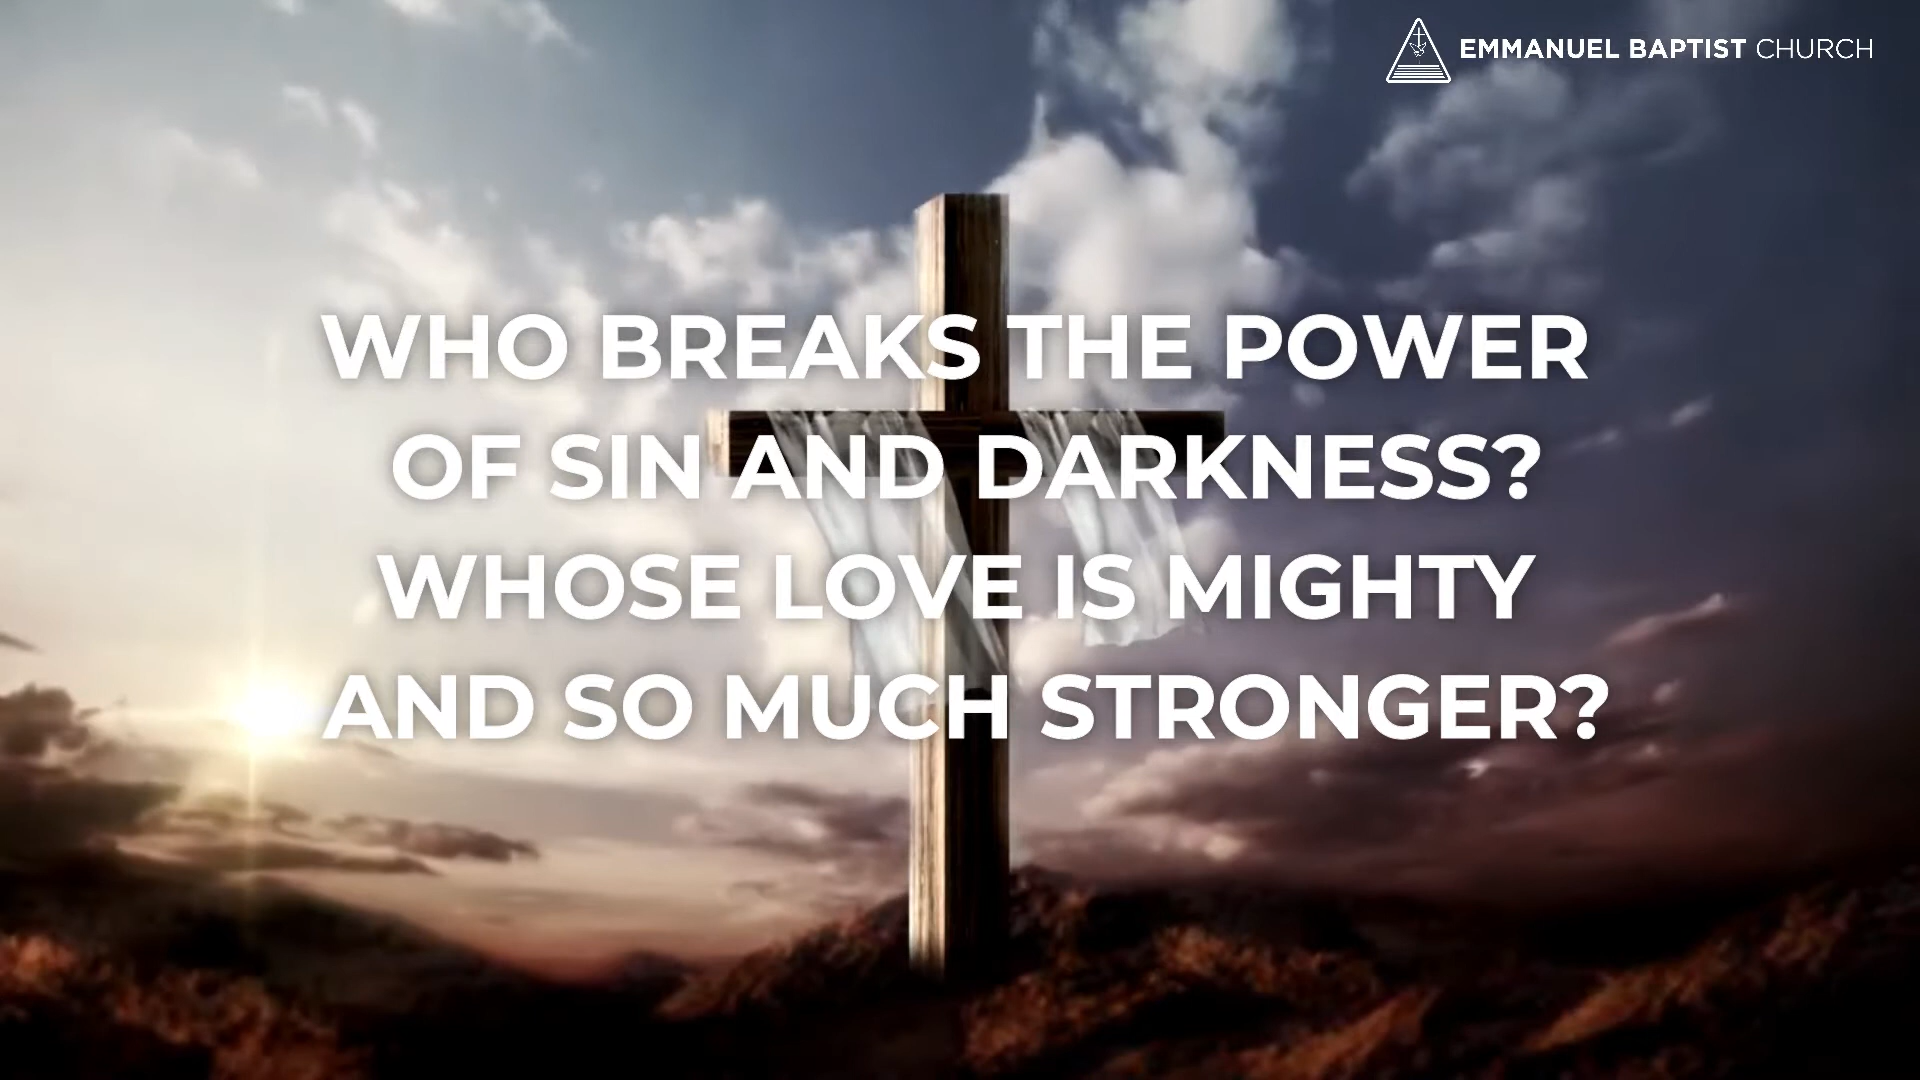 EMMANUEL BAPTIST CHURCH
WHO BREAKS THE POWER
OF SIN AND DARKNESS?
WHOSE LOVE IS MIGHTY
AND SO MUCH STRONGER?